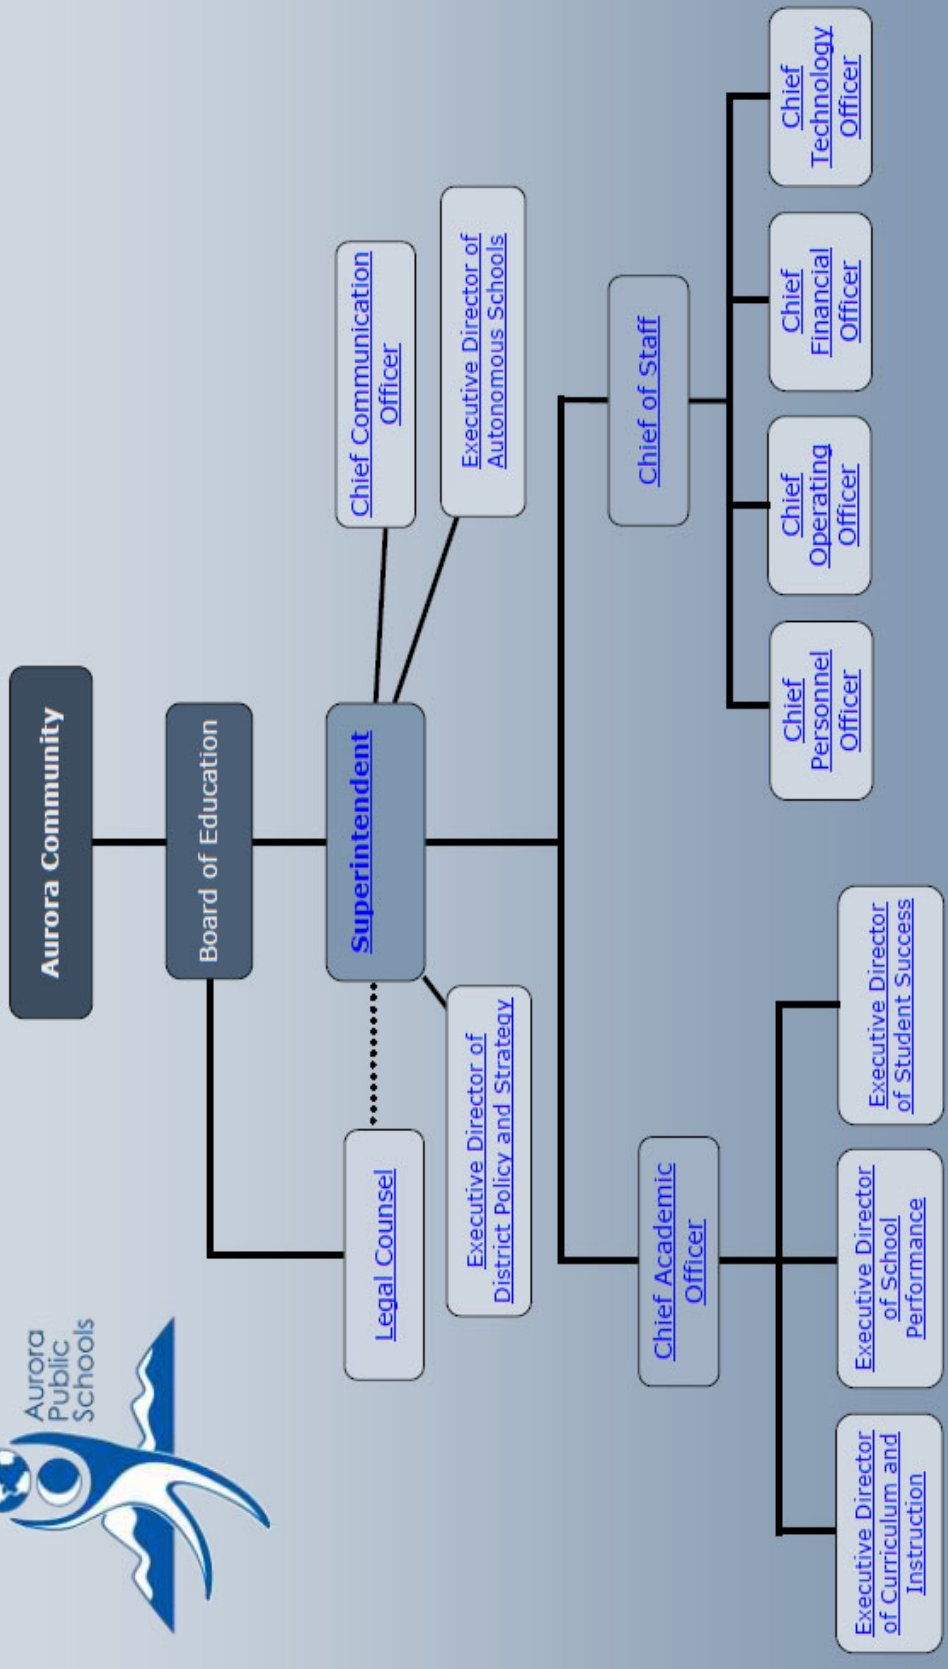 Aurora
Public
Schools
Aurora Community
Board of Education
Superintendent
Legal Counsel
Chief Communication
Officer
Executive Director of
District Policy and Strategy
Executive Director of
Autonomous Schools
Chief Academic
Officer
Chief of Staff
Executive Director
of Curriculum and
Instruction
Executive Director
of School
Performance
Executive Director
of Student Success
Chief
Personnel
Officer
Chief
Operating
Officer
Chief
Financial
Officer
Chief
Technology
Officer